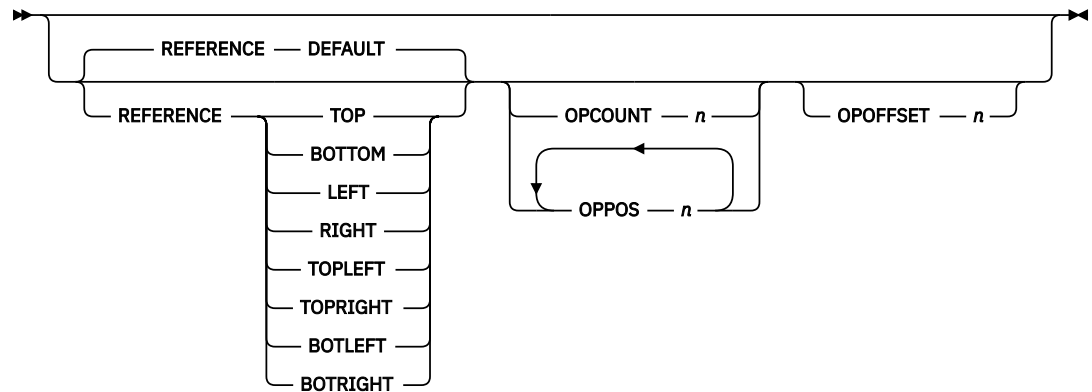 REFERENCE DEFAULT
REFERENCE TOP OPCOUNT n OPOFFSET n
BOTTOM
LEFT
OPPOS n
RIGHT
TOPLEFT
TOPRIGHT
BOTLEFT
BOTRIGHT